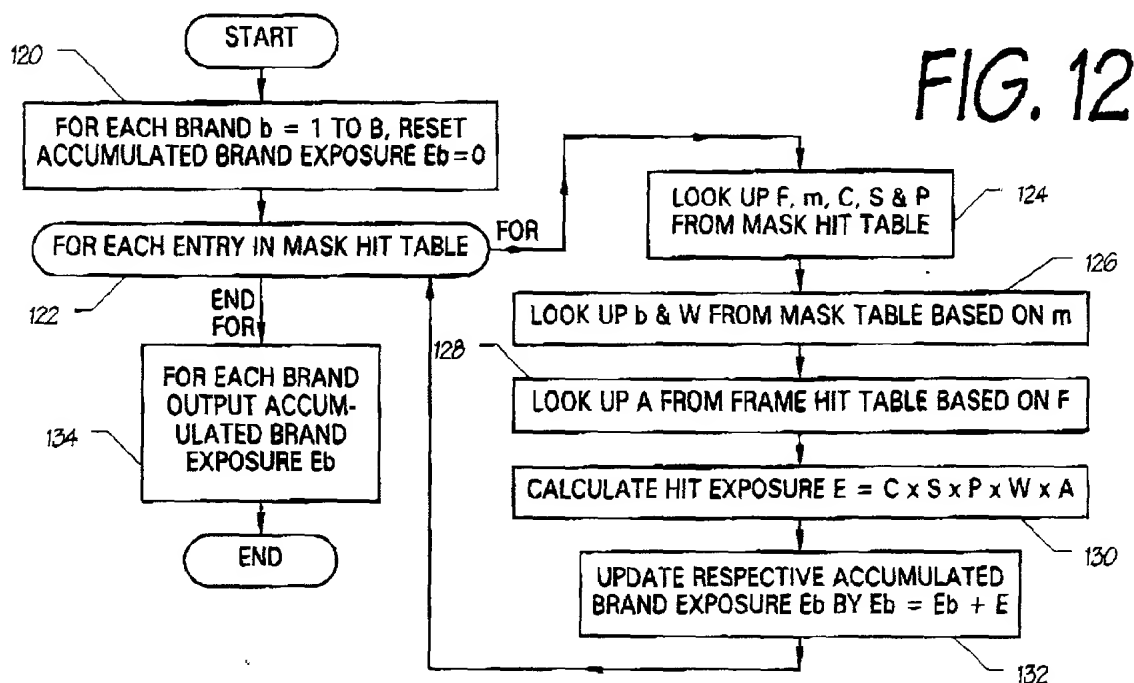 START
FIG. 12
120
FOR EACH BRAND b = 1 TO B, RESET
ACCUMULATED BRAND EXPOSURE Eb=0
FOR EACH ENTRY IN MASK HIT TABLE
FOR
122
END
FOR
FOR EACH BRAND
OUTPUT ACCUM-
ULATED BRAND
EXPOSURE Eb
134
END
LOOK UP F, m, C, S & P
FROM MASK HIT TABLE
124
126
LOOK UP b & W FROM MASK TABLE BASED ON m
128
LOOK UP A FROM FRAME HIT TABLE BASED ON F
CALCULATE HIT EXPOSURE E = C x S x P x W x A
130
UPDATE RESPECTIVE ACCUMULATED
BRAND EXPOSURE Eb BY Eb = Eb + E
132